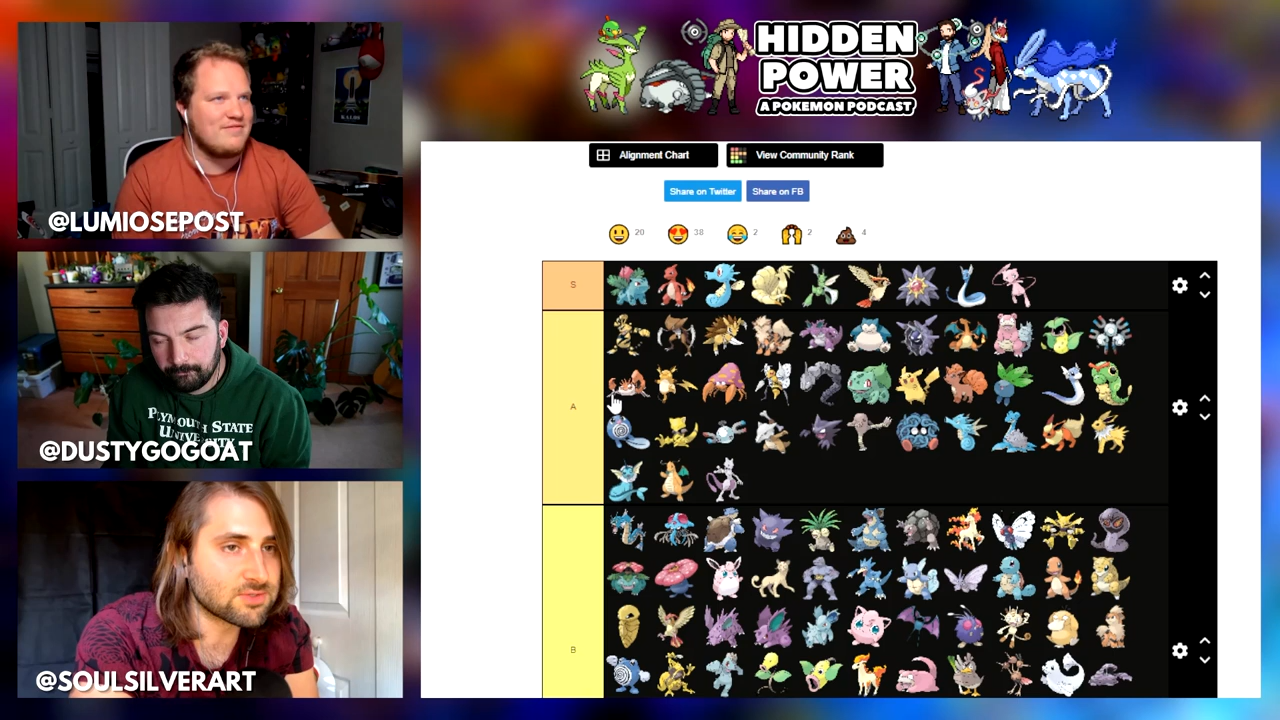 HIDDEN
POWER
A POKEMON PODCAST
Alignment Chart
View Community Rank
Share on Twitter
Share on FB
20
38
2
2
4
S
A
B
KALOS
@LUMIOSEPOST
PLYMOUTH STATE
UNIVERSITY
@DUSTYGOGOAT
@SOULSILVERART